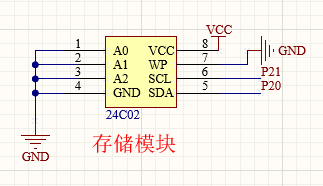 VCC
1 A0 VCC 8
2 A1 WP 7 GND
3 A2 SCL 6 P21
4 GND SDA 5 P20
24C02
GND
存储模块